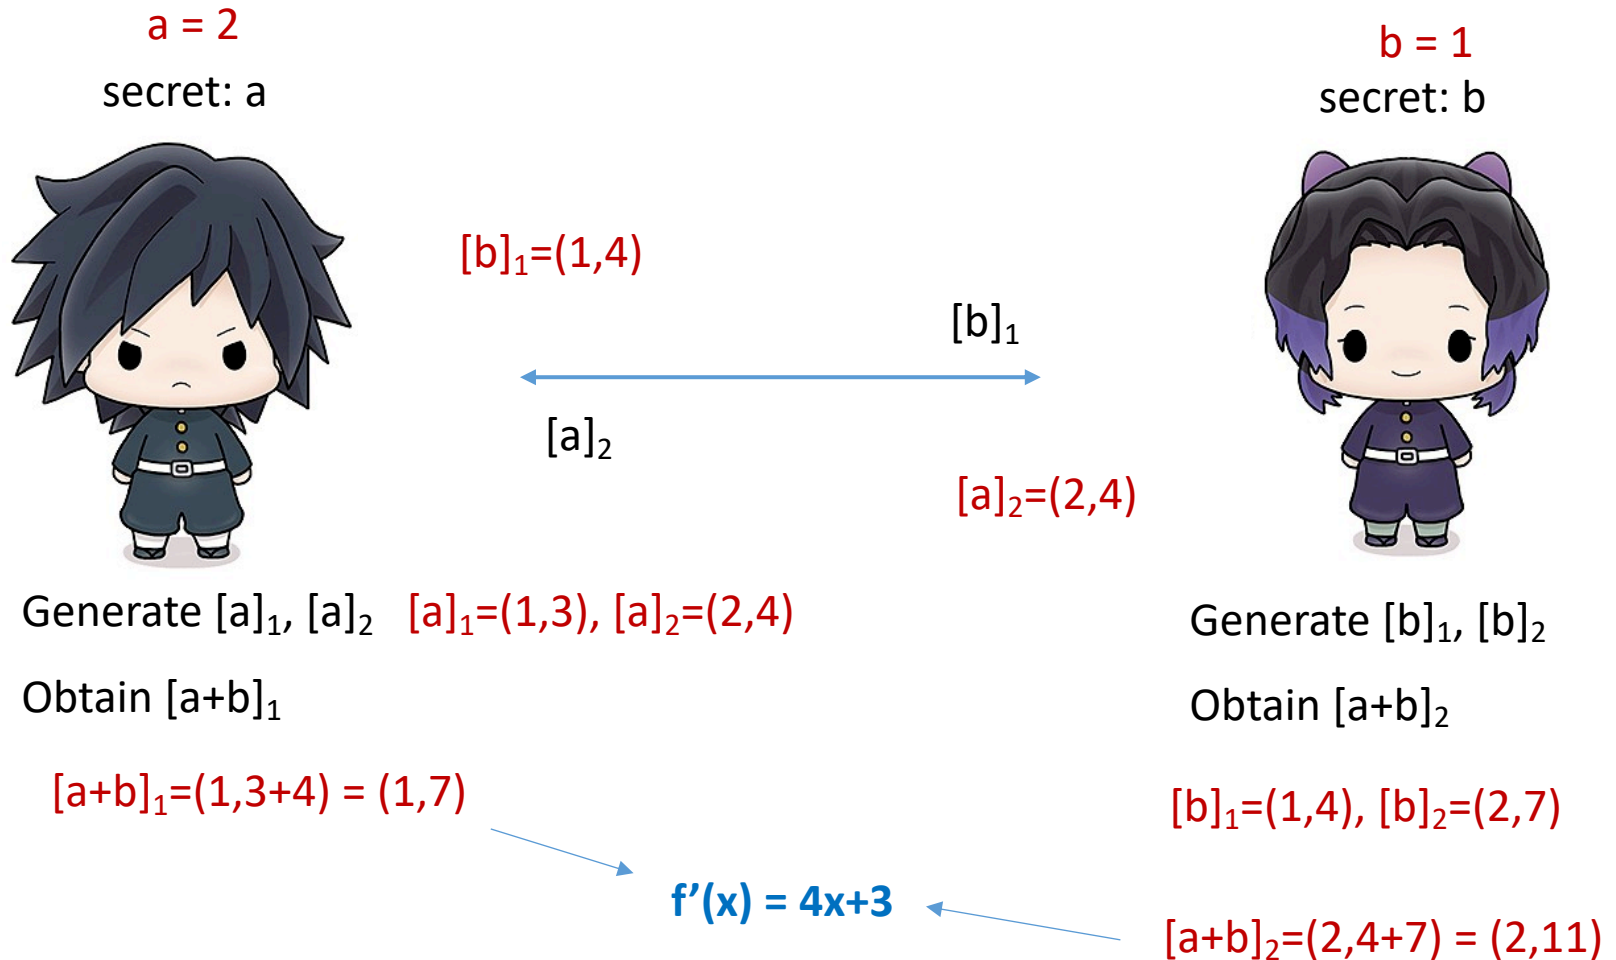 a = 2
secret: a
b = 1
secret: b
[b]₁=(1,4)
[b]₁
[a]₂
[a]₂=(2,4)
Generate [a]₁, [a]₂ [a]₁=(1,3), [a]₂=(2,4)
Obtain [a+b]₁
[a+b]₁=(1,3+4) = (1,7)
Generate [b]₁, [b]₂
Obtain [a+b]₂
[b]₁=(1,4), [b]₂=(2,7)
f’(x) = 4x+3
[a+b]₂=(2,4+7) = (2,11)